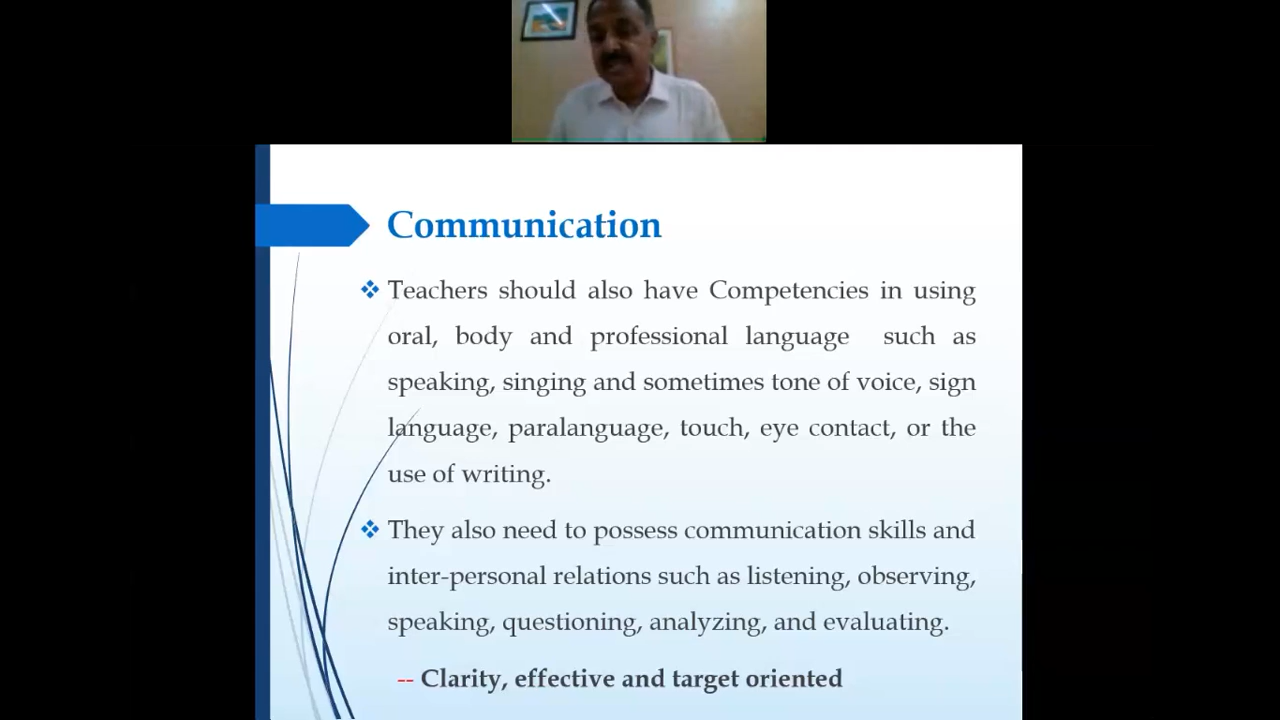 Communication
Teachers should also have Competencies in using
oral, body and professional language such as
speaking, singing and sometimes tone of voice, sign
language, paralanguage, touch, eye contact, or the
use of writing.
They also need to possess communication skills and
inter-personal relations such as listening, observing,
speaking, questioning, analyzing, and evaluating.
-- Clarity, effective and target oriented